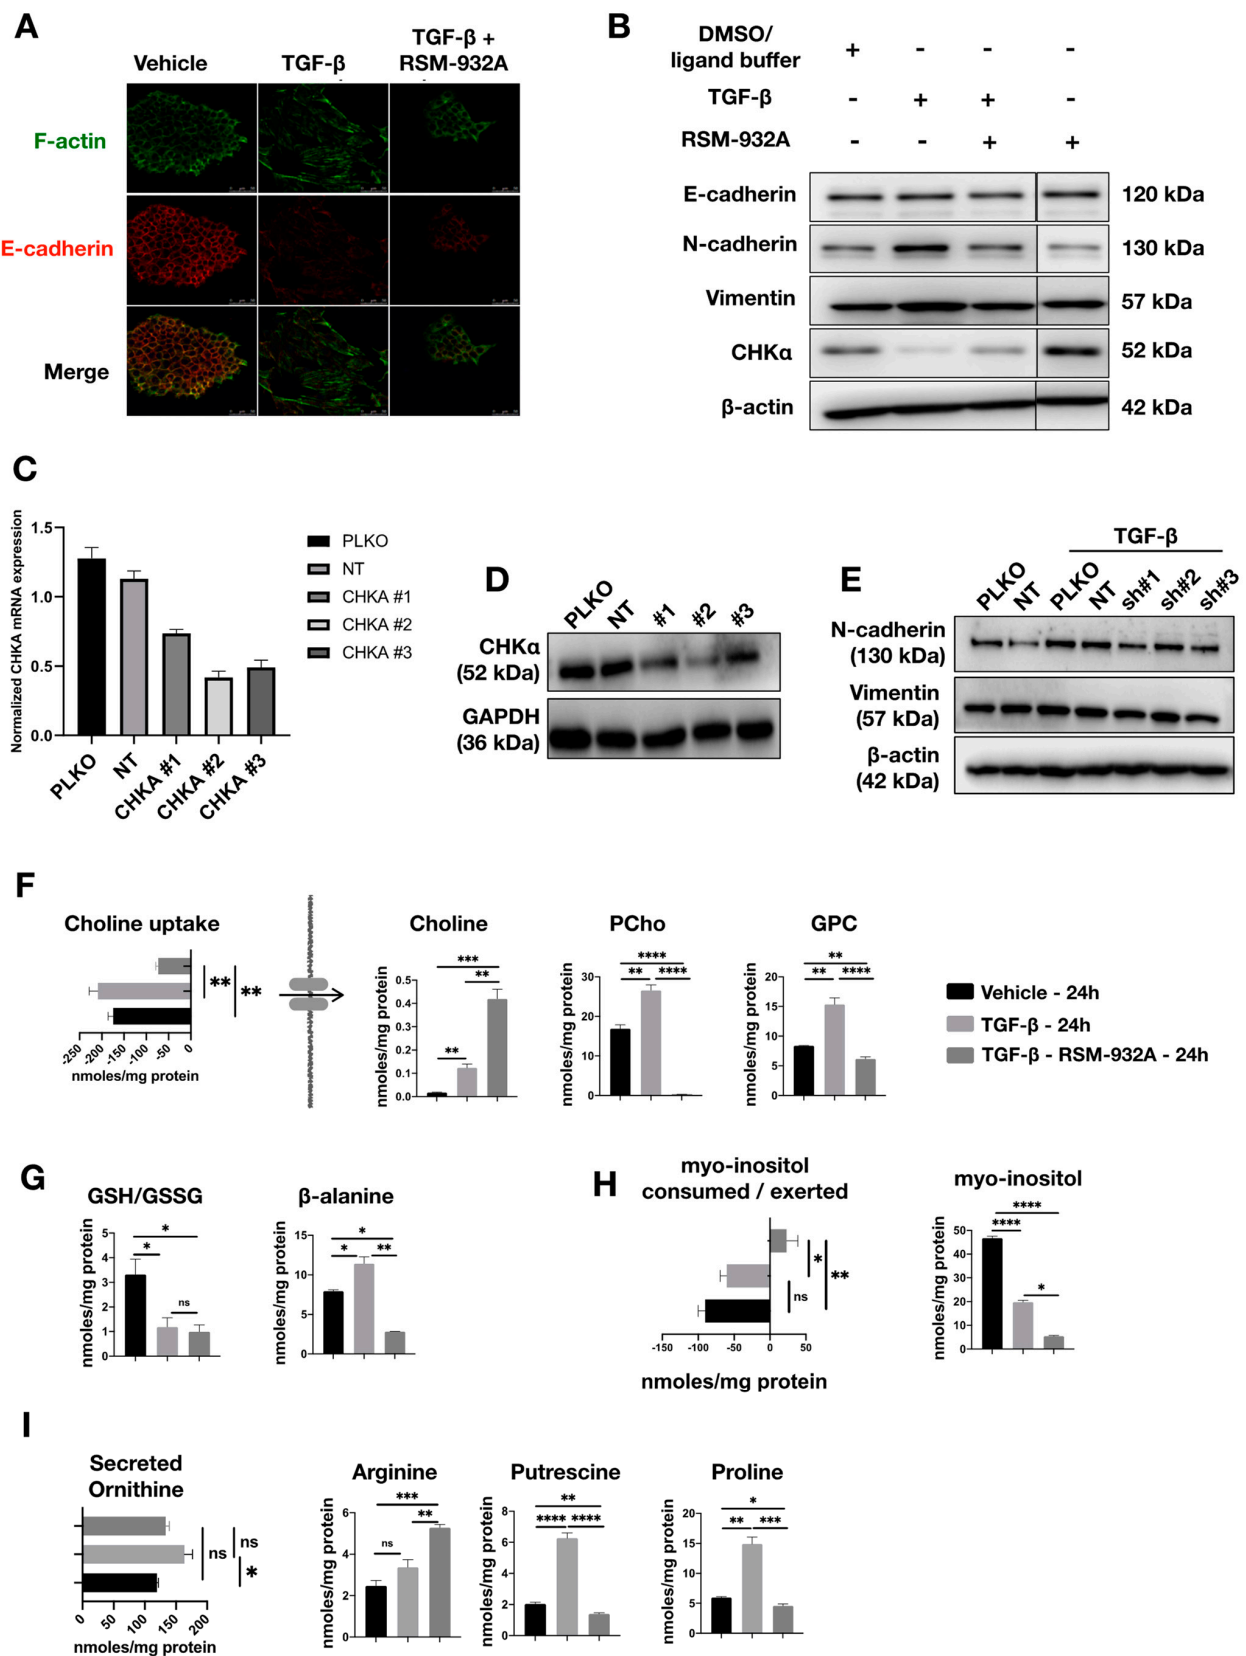 A
Vehicle
TGF-β
TGF-β +
RSM-932A
F-actin
E-cadherin
Merge
B
DMSO/
ligand buffer
+ - - -
TGF-β
- + + -
RSM-932A
- - + +
E-cadherin
120 kDa
N-cadherin
130 kDa
Vimentin
57 kDa
CHKα
52 kDa
β-actin
42 kDa
C
Normalized CHKA mRNA expression
1.5
1.0
0.5
0.0
PLKO
NT
CHKA #1
CHKA #2
CHKA #3
PLKO
NT
CHKA #1
CHKA #2
CHKA #3
D
PLKO
NT
#1
#2
#3
CHKα
(52 kDa)
GAPDH
(36 kDa)
E
TGF-β
PLKO
NT
PLKO
NT
sh#1
sh#2
sh#3
N-cadherin
(130 kDa)
Vimentin
(57 kDa)
β-actin
(42 kDa)
F
Choline uptake
**
**
-250
-200
-150
-100
-50
0
nmoles/mg protein
Choline
nmoles/mg protein
0.5
0.4
0.3
0.2
0.1
0.0
***
**
**
PCho
nmoles/mg protein
30
20
10
0
****
**
****
GPC
nmoles/mg protein
20
15
10
5
0
**
**
****
Vehicle - 24h
TGF-β - 24h
TGF-β - RSM-932A - 24h
G
GSH/GSSG
nmoles/mg protein
5
4
3
2
1
0
*
*
ns
β-alanine
nmoles/mg protein
15
10
5
0
*
*
**
H
myo-inositol
consumed / exerted
*
**
ns
-150
-100
-50
0
50
nmoles/mg protein
myo-inositol
nmoles/mg protein
50
40
30
20
10
0
****
****
*
I
Secreted
Ornithine
ns
ns
*
0
50
100
150
200
nmoles/mg protein
Arginine
nmoles/mg protein
6
4
2
0
***
**
ns
Putrescine
nmoles/mg protein
8
6
4
2
0
**
****
****
Proline
nmoles/mg protein
20
15
10
5
0
*
**
***